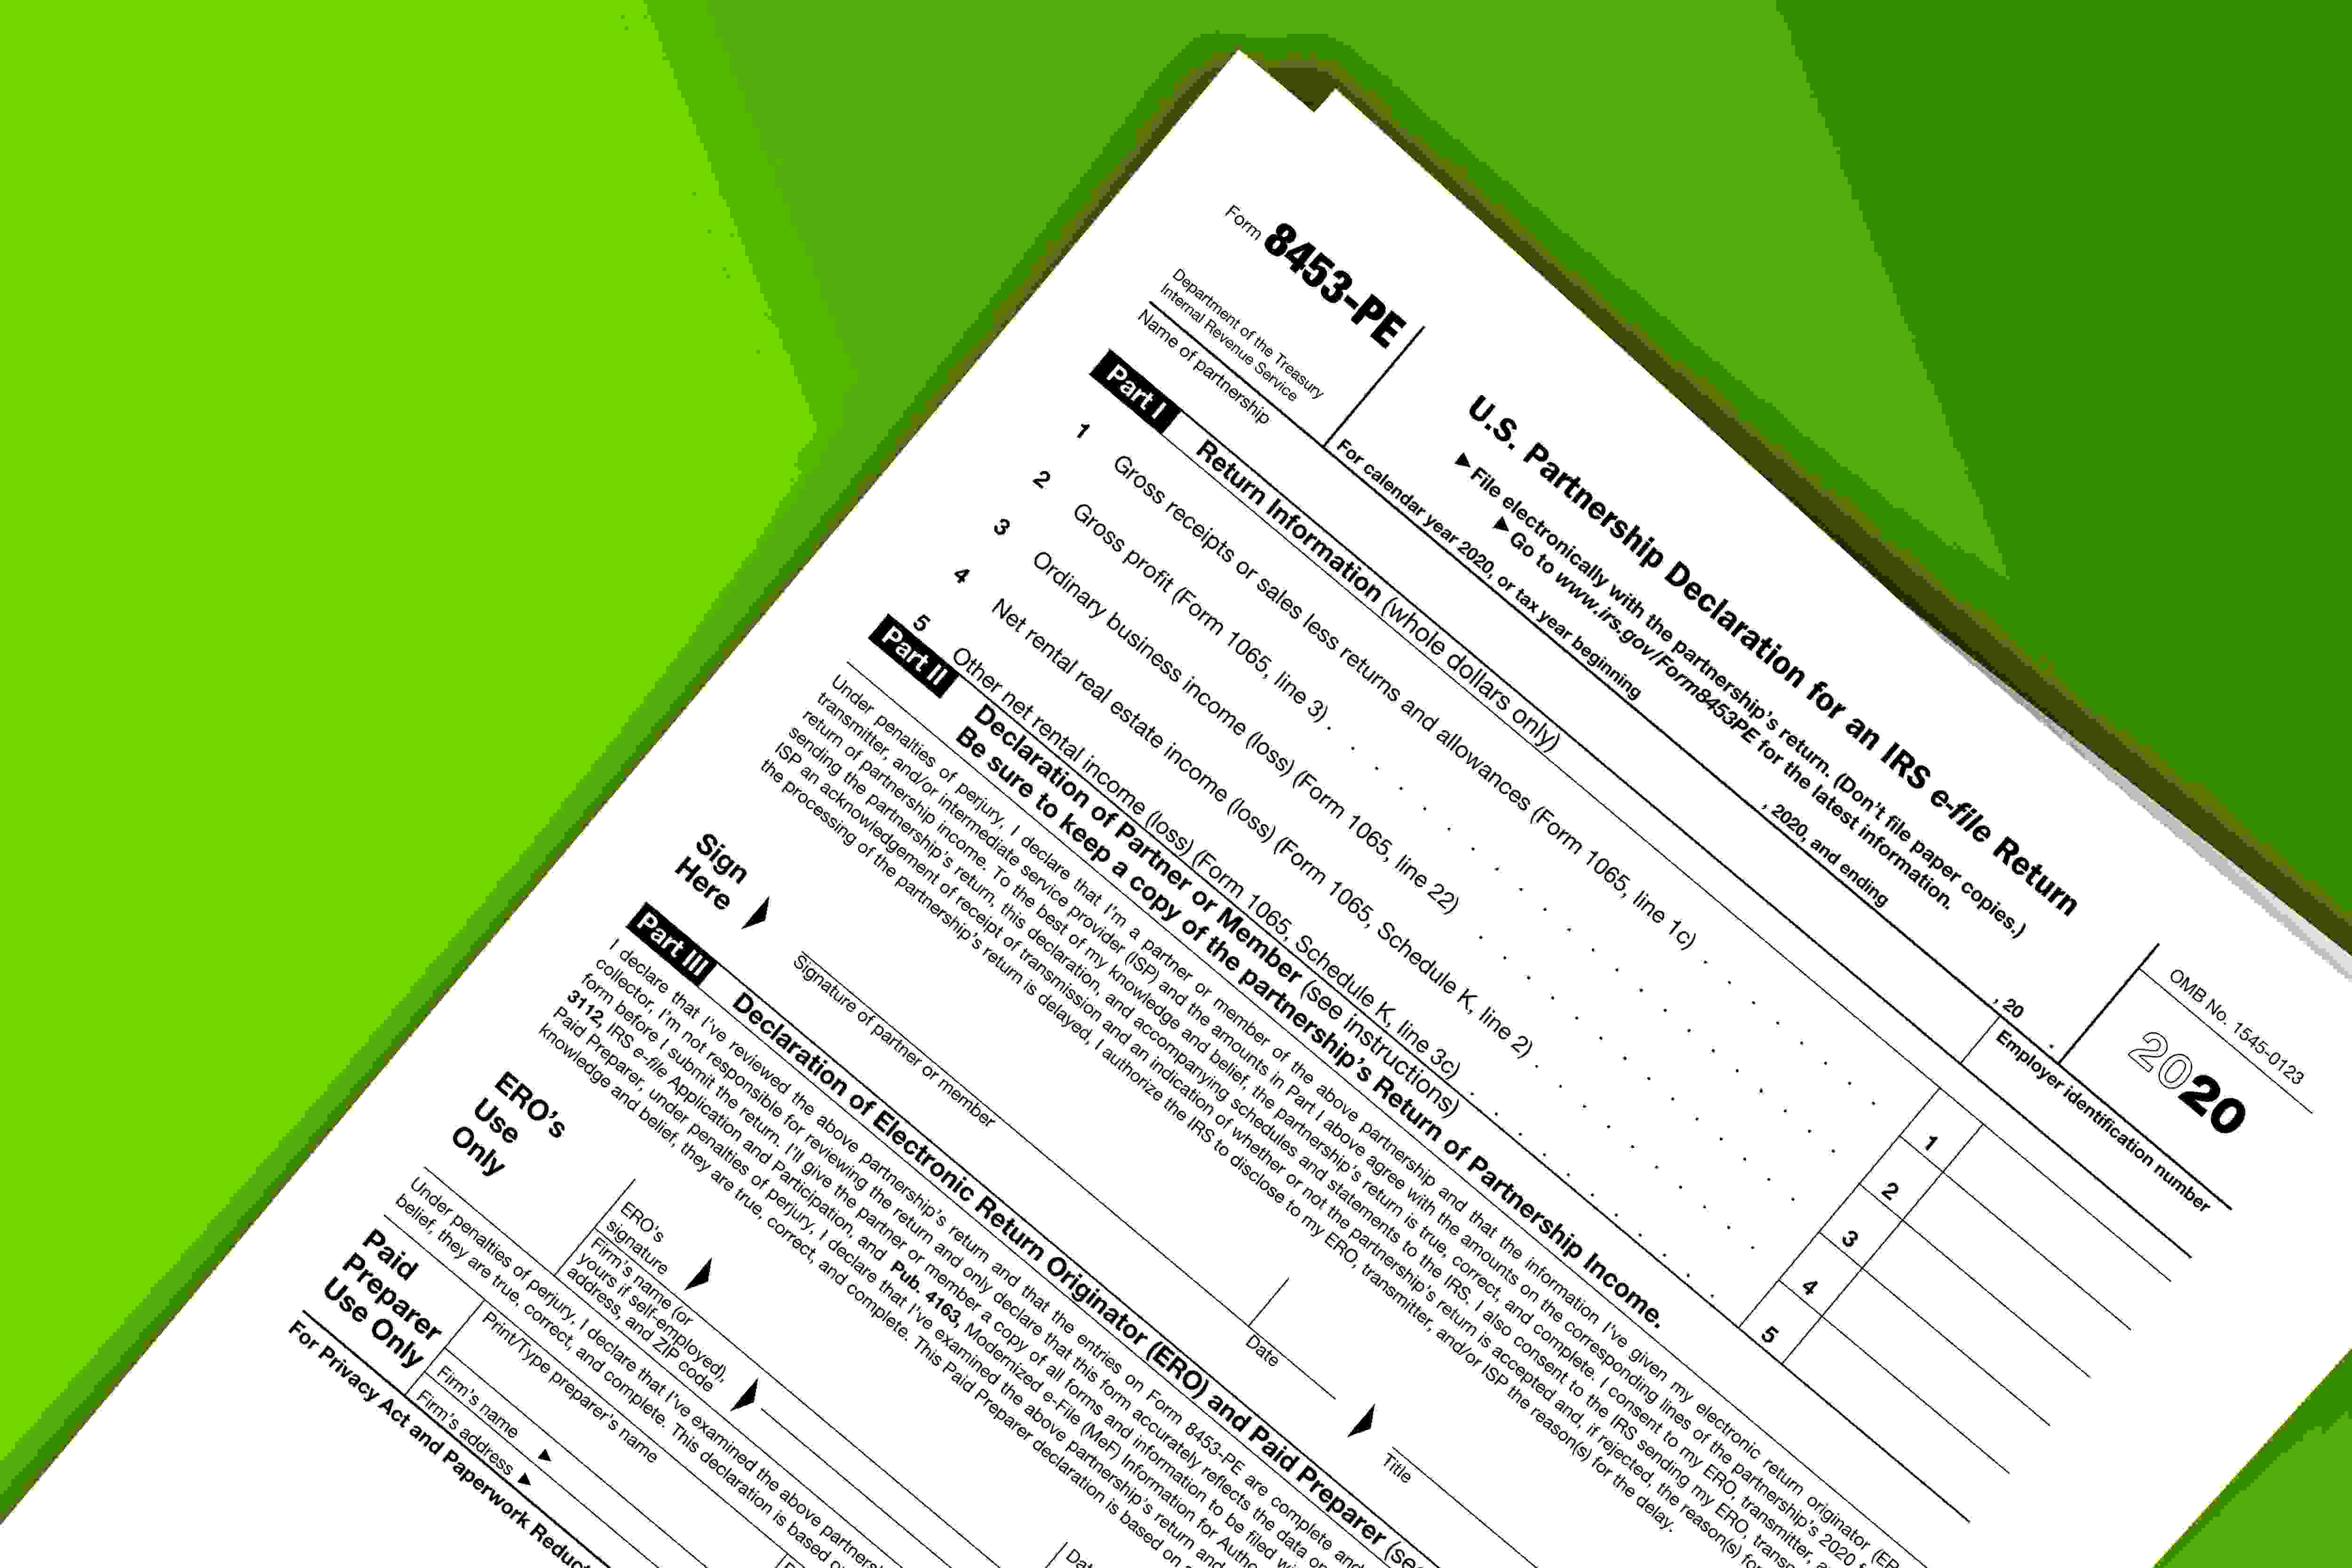 Form 8453-PE
Department of the Treasury
Internal Revenue Service
U.S. Partnership Declaration for an IRS e-file Return
▶ File electronically with the partnership's return. (Don't file paper copies.)
▶ Go to www.irs.gov/Form8453PE for the latest information.
OMB No. 1545-0123
2020
For calendar year 2020, or tax year beginning , 2020, and ending , 20 .
Name of partnership
Employer identification number
Part I Return Information (whole dollars only)
1 Gross receipts or sales less returns and allowances (Form 1065, line 1c) . . . . . 1
2 Gross profit (Form 1065, line 3) . . . . . . . . . . . . . 2
3 Ordinary business income (loss) (Form 1065, line 22) . . . . . . . . . 3
4 Net rental real estate income (loss) (Form 1065, Schedule K, line 2) . . . . . . 4
5 Other net rental income (loss) (Form 1065, Schedule K, line 3c) . . . . . . . 5
Part II Declaration of Partner or Member (see instructions)
Be sure to keep a copy of the partnership's Return of Partnership Income.
Under penalties of perjury, I declare that I'm a partner or member of the above partnership and that the information I've given my electronic return originator
transmitter, and/or intermediate service provider (ISP) and the amounts in Part I above agree with the amounts on the corresponding lines of the partnership's 2020
return of partnership income. To the best of my knowledge and belief, the partnership's return is true, correct, and complete. I consent to my ERO, transmitter,
sending the partnership's return, this declaration, and accompanying schedules and statements to the IRS. I also consent to the IRS sending my ERO,
ISP an acknowledgement of receipt of transmission and an indication of whether or not the partnership's return is accepted and, if rejected, the reason(s)
the processing of the partnership's return is delayed, I authorize the IRS to disclose to my ERO, transmitter, and/or ISP the reason(s) for the delay.
Sign
Here
Signature of partner or member
Date
Title
Part III Declaration of Electronic Return Originator (ERO) and Paid Preparer
I declare that I've reviewed the above partnership's return and that the entries on Form 8453-PE are complete and
collector, I'm not responsible for reviewing the return and only declare that this form accurately reflects the data on
form before I submit the return. I'll give the partner or member a copy of all forms and information to be filed
3112, IRS e-file Application and Participation, and Pub. 4163, Modernized e-File (MeF) Information for
Paid Preparer, under penalties of perjury, I declare that I've examined the above partnership's return and
knowledge and belief, they are true, correct, and complete. This Paid Preparer declaration is based on
ERO's
Use
Only
ERO's
signature
Firm's name (or
yours if self-employed),
address, and ZIP code
Under penalties of perjury, I declare that I've examined the above
belief, they are true, correct, and complete. This declaration is based
Paid
Preparer
Use Only
Print/Type preparer's name
Firm's name ▶
Firm's address ▶
For Privacy Act and Paperwork